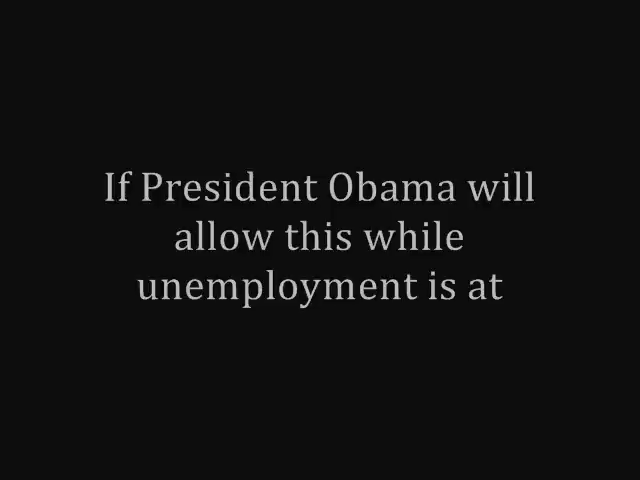 If President Obama will
allow this while
unemployment is at